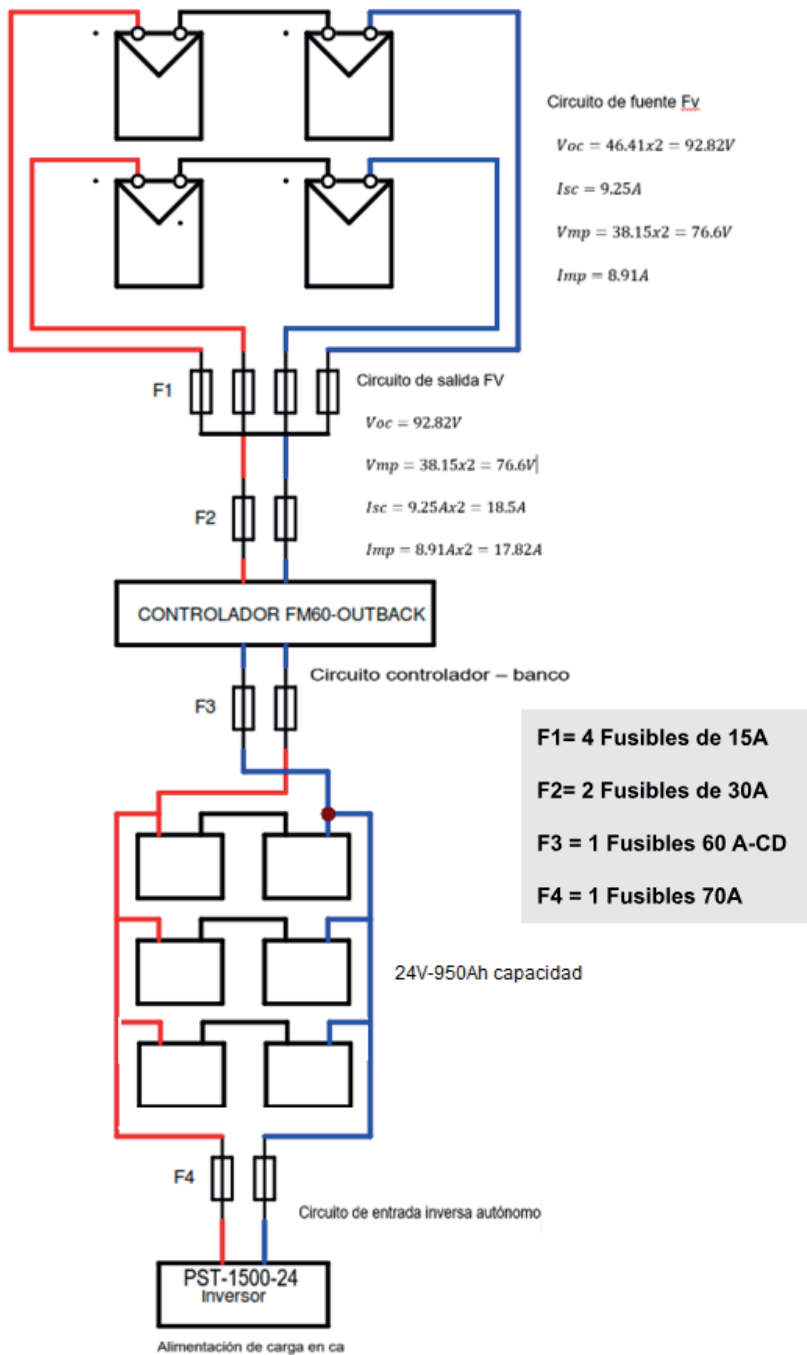 Circuito de fuente Fv
Voc = 46.41x2 = 92.82V
Isc = 9.25A
Vmp = 38.15x2 = 76.6V
Imp = 8.91A
F1
Circuito de salida FV
Voc = 92.82V
Vmp = 38.15x2 = 76.6V
Isc = 9.25Ax2 = 18.5A
Imp = 8.91Ax2 = 17.82A
F2
CONTROLADOR FM60-OUTBACK
Circuito controlador – banco
F3
F1= 4 Fusibles de 15A
F2= 2 Fusibles de 30A
F3 = 1 Fusibles 60 A-CD
F4 = 1 Fusibles 70A
24V-950Ah capacidad
F4
Circuito de entrada inversa autónomo
PST-1500-24
Inversor
Alimentación de carga en ca